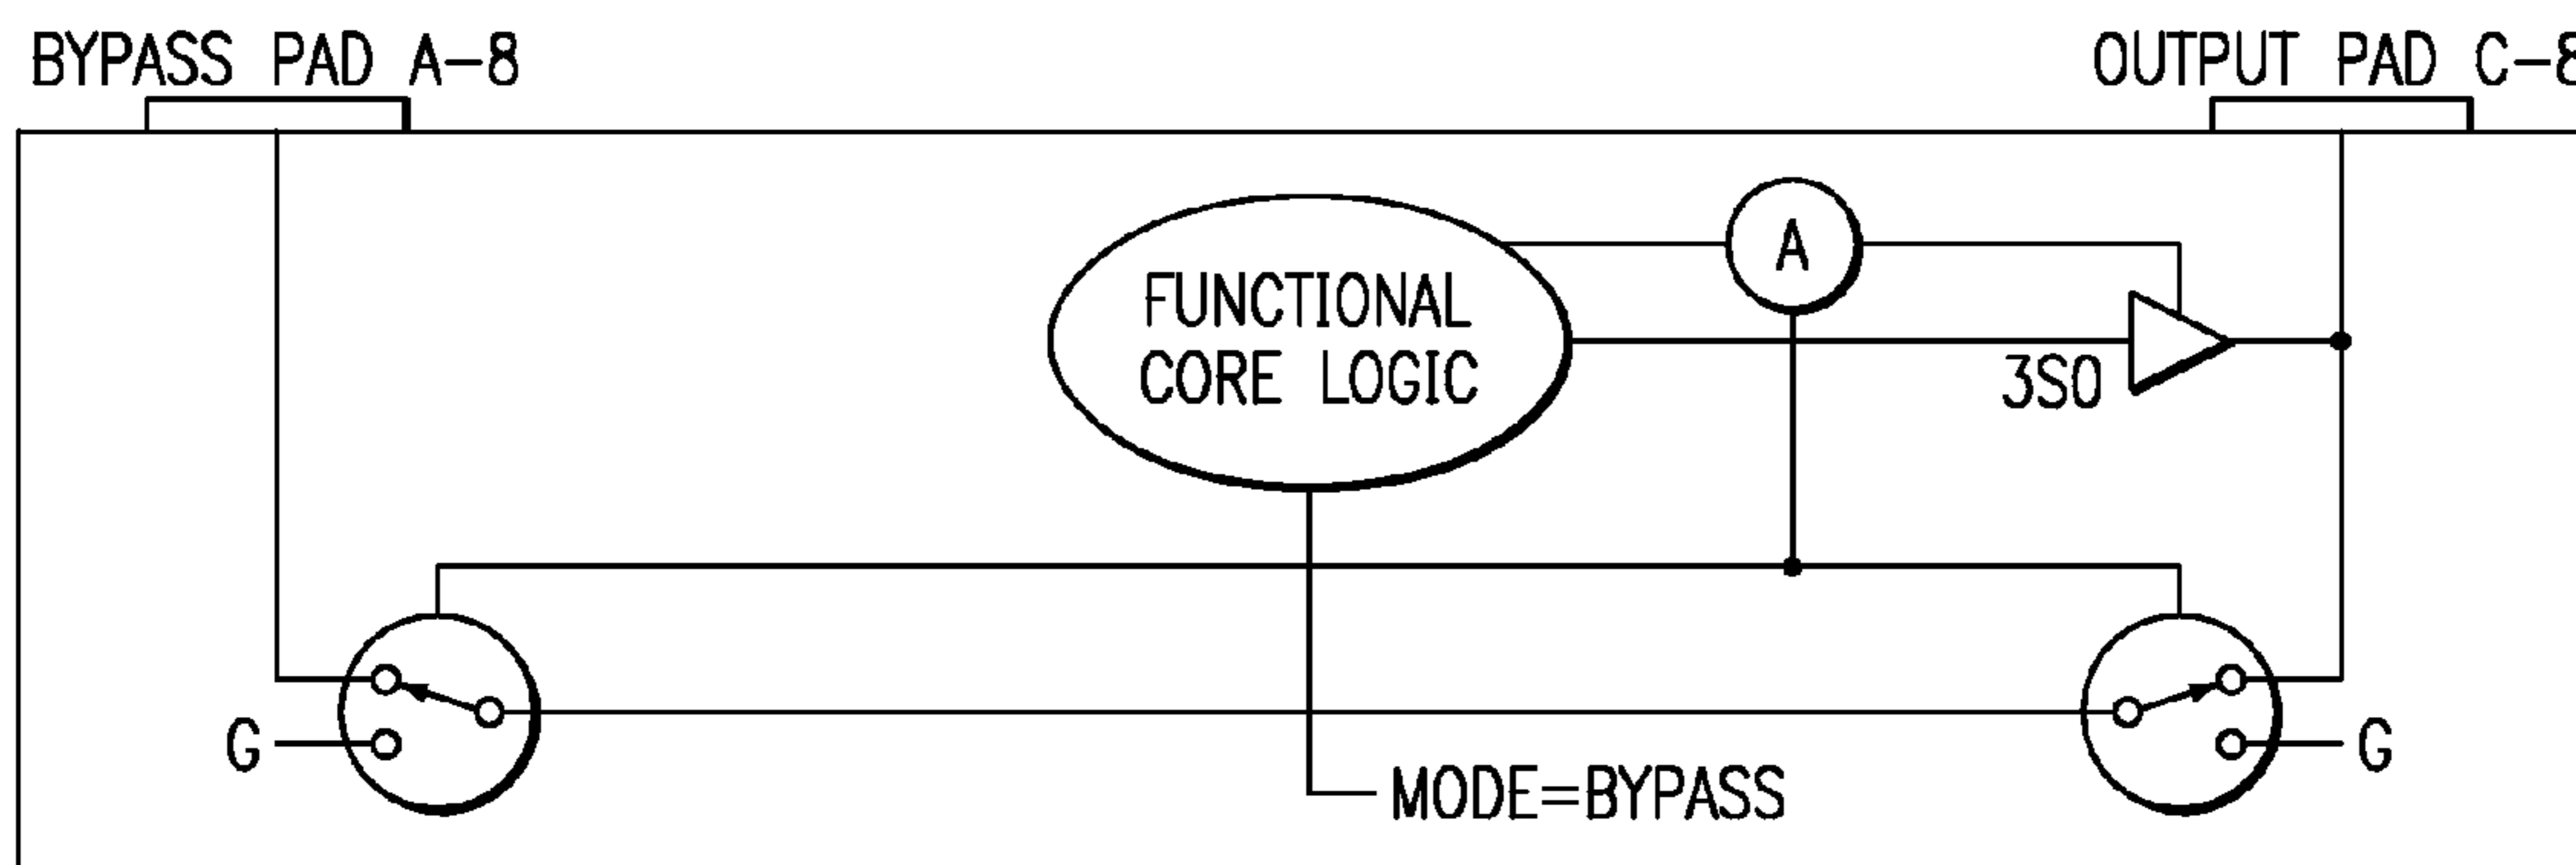 BYPASS PAD A-8
OUTPUT PAD C-8
A
FUNCTIONAL
CORE LOGIC
3SO
G
G
MODE=BYPASS